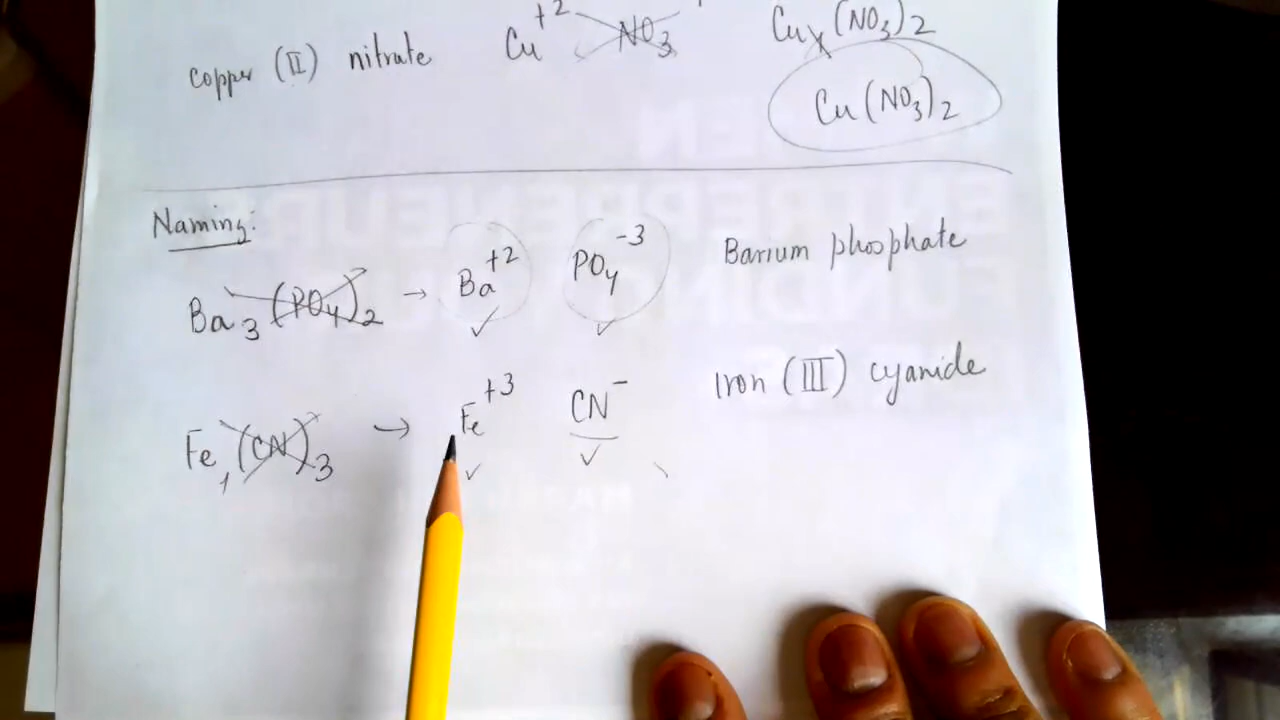 Cux(NO3)2
copper (II) nitrate Cu+2 NO3
Cu(NO3)2
Naming:
Ba3(PO4)2 → Ba+2 PO4-3 Barium phosphate
Fe1(CN)3 → Fe+3 CN- Iron (III) cyanide